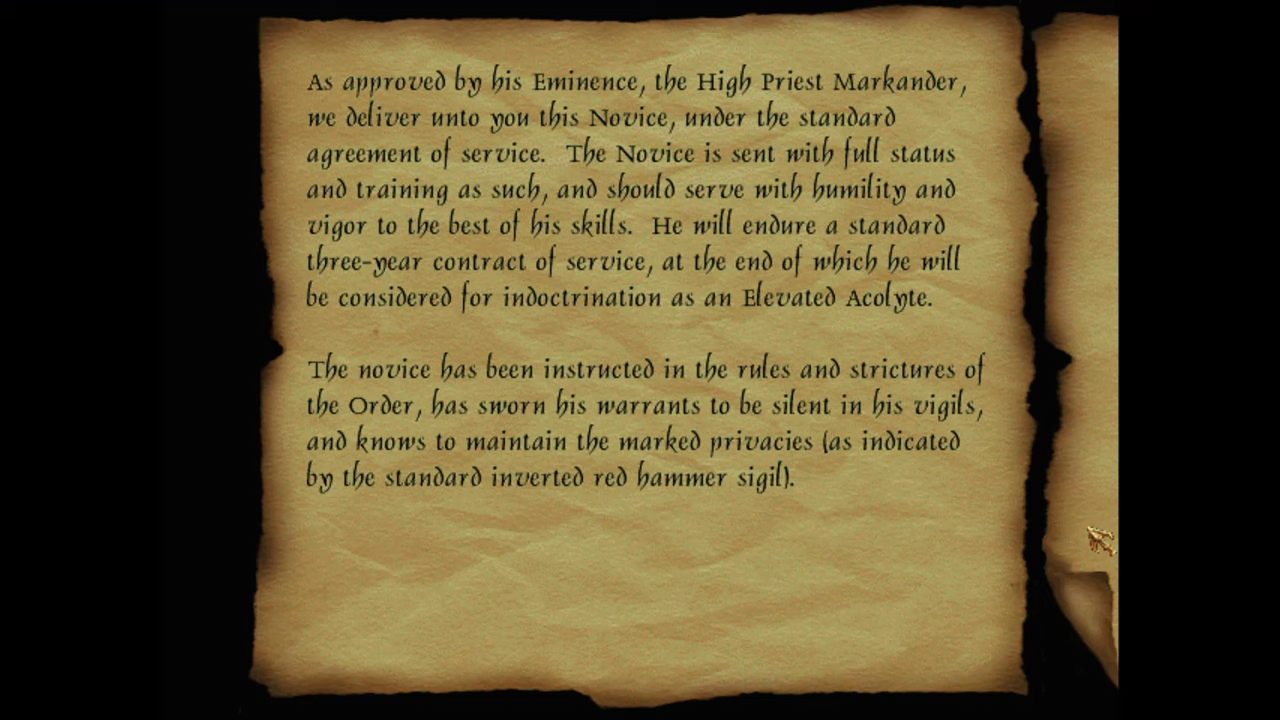 As approved by his Eminence, the High Priest Markander,
we deliver unto you this Novice, under the standard
agreement of service. The Novice is sent with full status
and training as such, and should serve with humility and
vigor to the best of his skills. He will endure a standard
three-year contract of service, at the end of which he will
be considered for indoctrination as an Elevated Acolyte.
The novice has been instructed in the rules and strictures of
the Order, has sworn his warrants to be silent in his vigils,
and knows to maintain the marked privacies (as indicated
by the standard inverted red hammer sigil).